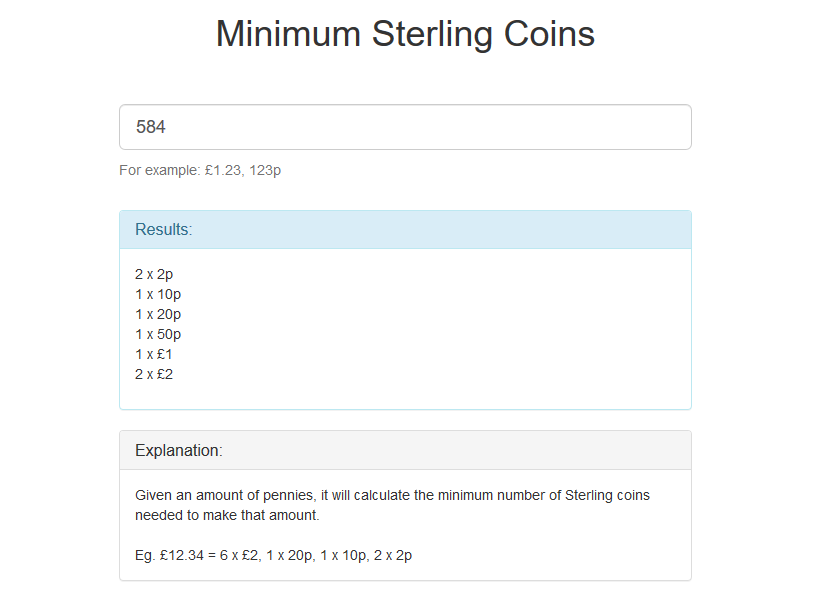 Minimum Sterling Coins
584
For example: £1.23, 123p
Results:
2 x 2p
1 x 10p
1 x 20p
1 x 50p
1 x £1
2 x £2
Explanation:
Given an amount of pennies, it will calculate the minimum number of Sterling coins
needed to make that amount.
Eg. £12.34 = 6 x £2, 1 x 20p, 1 x 10p, 2 x 2p